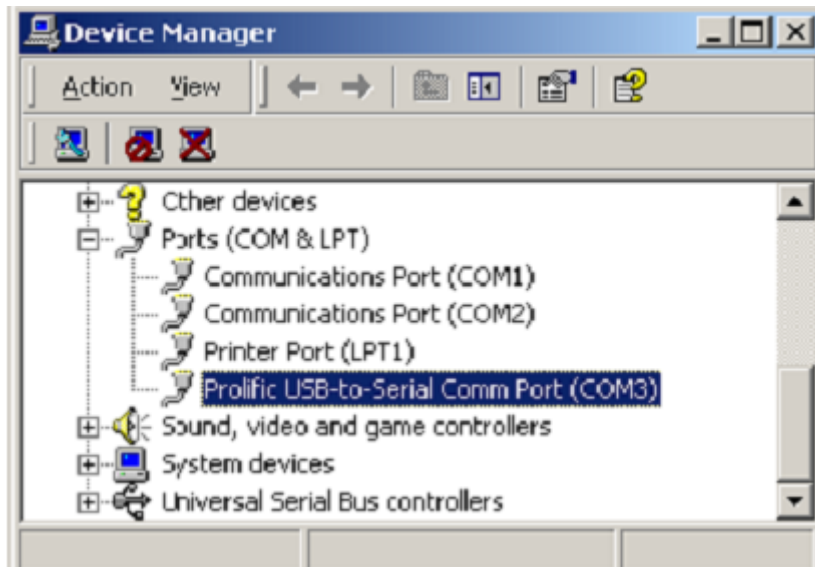 Device Manager
Action View
Other devices
Ports (COM & LPT)
Communications Port (COM1)
Communications Port (COM2)
Printer Port (LPT1)
Prolific USB-to-Serial Comm Port (COM3)
Sound, video and game controllers
System devices
Universal Serial Bus controllers